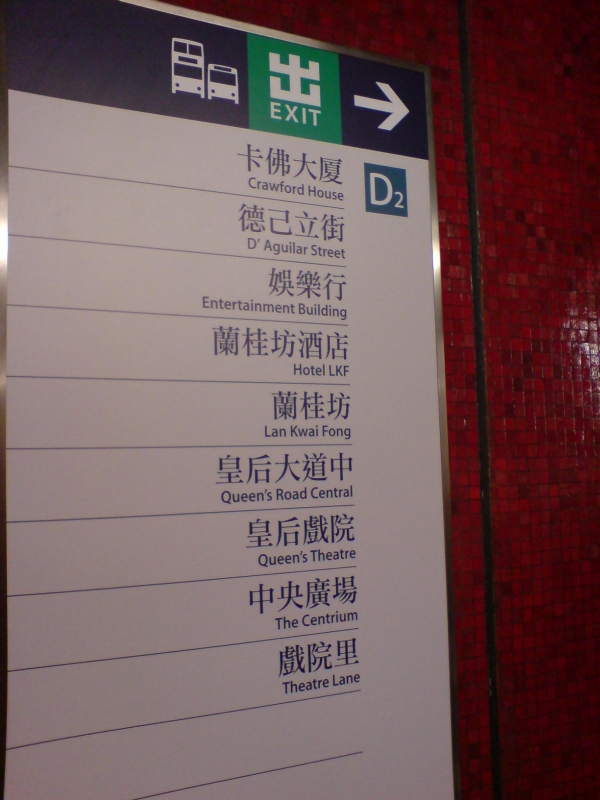 出
EXIT
卡佛大廈
Crawford House
D2
德己立街
D' Aguilar Street
娛樂行
Entertainment Building
蘭桂坊酒店
Hotel LKF
蘭桂坊
Lan Kwai Fong
皇后大道中
Queen's Road Central
皇后戲院
Queen's Theatre
中央廣場
The Centrium
戲院里
Theatre Lane